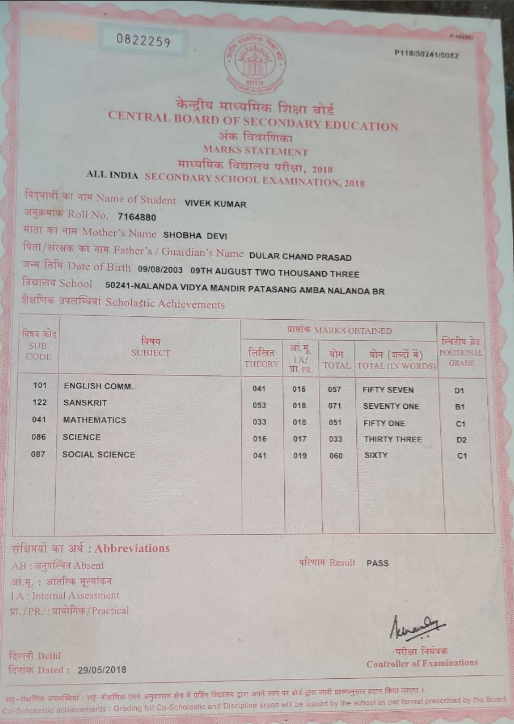 0822259
P118/50241/0082
केन्द्रीय माध्यमिक शिक्षा बोर्ड
CENTRAL BOARD OF SECONDARY EDUCATION
अंक विवरणिका
MARKS STATEMENT
माध्यमिक विद्यालय परीक्षा, 2018
ALL INDIA SECONDARY SCHOOL EXAMINATION, 2018
विद्यार्थी का नाम Name of Student VIVEK KUMAR
अनुक्रमांक Roll No. 7164880
माता का नाम Mother's Name SHOBHA DEVI
पिता/संरक्षक का नाम Father's / Guardian's Name DULAR CHAND PRASAD
जन्म तिथि Date of Birth 09/08/2003 09TH AUGUST TWO THOUSAND THREE
विद्यालय School 50241-NALANDA VIDYA MANDIR PATASANG AMBA NALANDA BR
शैक्षणिक उपलब्धियां Scholastic Achievements
विषय कोड SUB. CODE विषय SUBJECT प्राप्तांक MARKS OBTAINED स्थितीय ग्रेड POSITIONAL GRADE
लिखित THEORY आं.मू. I A/ प्रा. PR. योग TOTAL योग (शब्दों में) TOTAL (IN WORDS)
101 ENGLISH COMM. 041 016 057 FIFTY SEVEN D1
122 SANSKRIT 053 018 071 SEVENTY ONE B1
041 MATHEMATICS 033 018 051 FIFTY ONE C1
086 SCIENCE 016 017 033 THIRTY THREE D2
087 SOCIAL SCIENCE 041 019 060 SIXTY C1
संक्षिप्तियों का अर्थ : Abbreviations
AB : अनुपस्थित Absent
परिणाम Result PASS
आं.मू. : आंतरिक मूल्यांकन
I A : Internal Assessment
प्रा./PR. : प्रायोगिक/Practical
दिल्ली Delhi
परीक्षा नियंत्रक
दिनांक Dated : 29/05/2018
Controller of Examinations
Co-Scholastic achievements : Grading for Co-Scholastic and Discipline areas will be issued by the school as per format prescribed by the Board